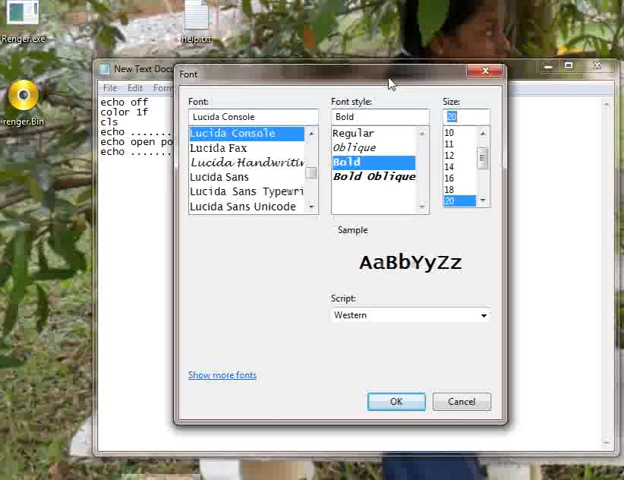 Renger.exe
help.txt
renger.Bin
New Text Docu
File Edit
echo off
color 1f
cls
echo ........
echo open po
echo ........
Font
Font:
Lucida Console
Lucida Console
Lucida Fax
Lucida Handwritin
Lucida Sans
Lucida Sans Typewri
Lucida Sans Unicode
Font style:
Bold
Regular
Oblique
Bold
Bold Oblique
Size:
20
10
11
12
14
16
18
20
Sample
AaBbYyZz
Script:
Western
Show more fonts
OK
Cancel